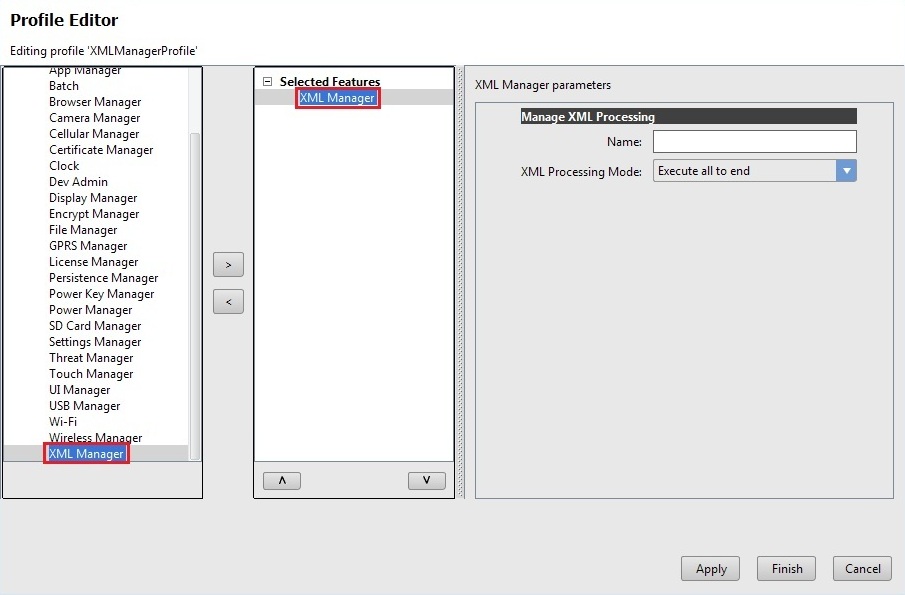 Profile Editor
Editing profile 'XMLManagerProfile'
App Manager
Batch
Browser Manager
Camera Manager
Cellular Manager
Certificate Manager
Clock
Dev Admin
Display Manager
Encrypt Manager
File Manager
GPRS Manager
License Manager
Persistence Manager
Power Key Manager
Power Manager
SD Card Manager
Settings Manager
Threat Manager
Touch Manager
UI Manager
USB Manager
Wi-Fi
Wireless Manager
XML Manager
>
<
Selected Features
XML Manager
XML Manager parameters
Manage XML Processing
Name:
XML Processing Mode: Execute all to end
Apply Finish Cancel